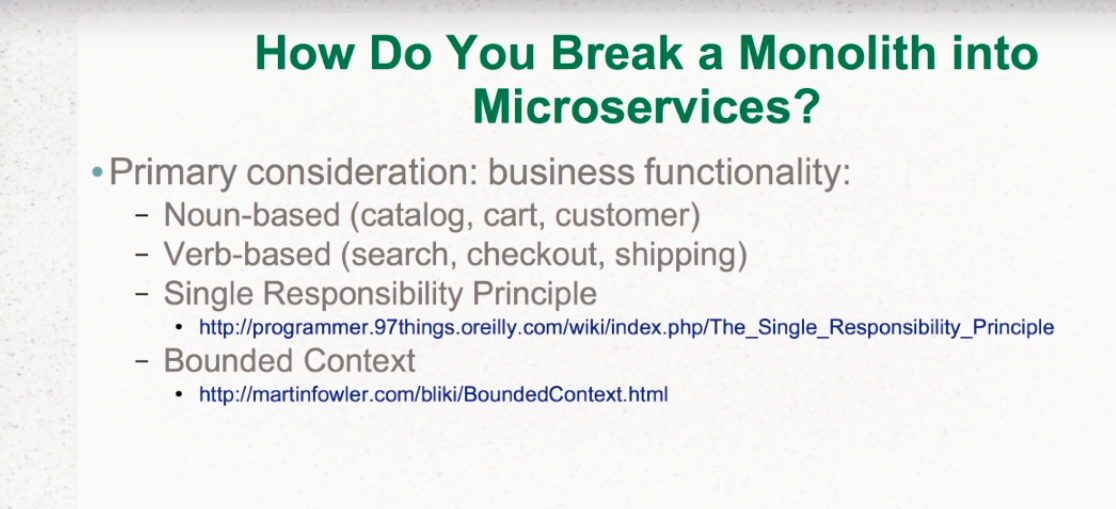 How Do You Break a Monolith into
Microservices?
•Primary consideration: business functionality:
– Noun-based (catalog, cart, customer)
– Verb-based (search, checkout, shipping)
– Single Responsibility Principle
• http://programmer.97things.oreilly.com/wiki/index.php/The_Single_Responsibility_Principle
– Bounded Context
• http://martinfowler.com/bliki/BoundedContext.html